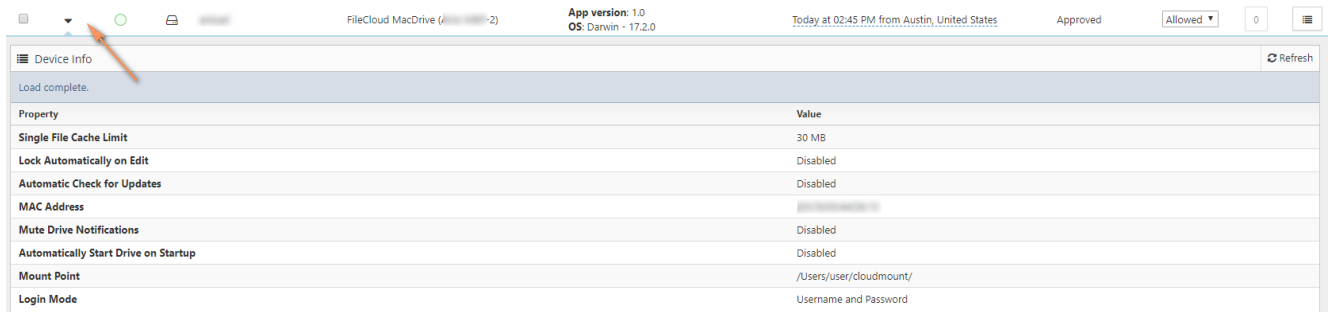 FileCloud MacDrive ( -2)
App version: 1.0
OS: Darwin - 17.2.0
Today at 02:45 PM from Austin, United States
Approved
Allowed
0
Device Info
Refresh
Load complete.
Property Value
Single File Cache Limit 30 MB
Lock Automatically on Edit Disabled
Automatic Check for Updates Disabled
MAC Address
Mute Drive Notifications Disabled
Automatically Start Drive on Startup Disabled
Mount Point /Users/user/cloudmount/
Login Mode Username and Password